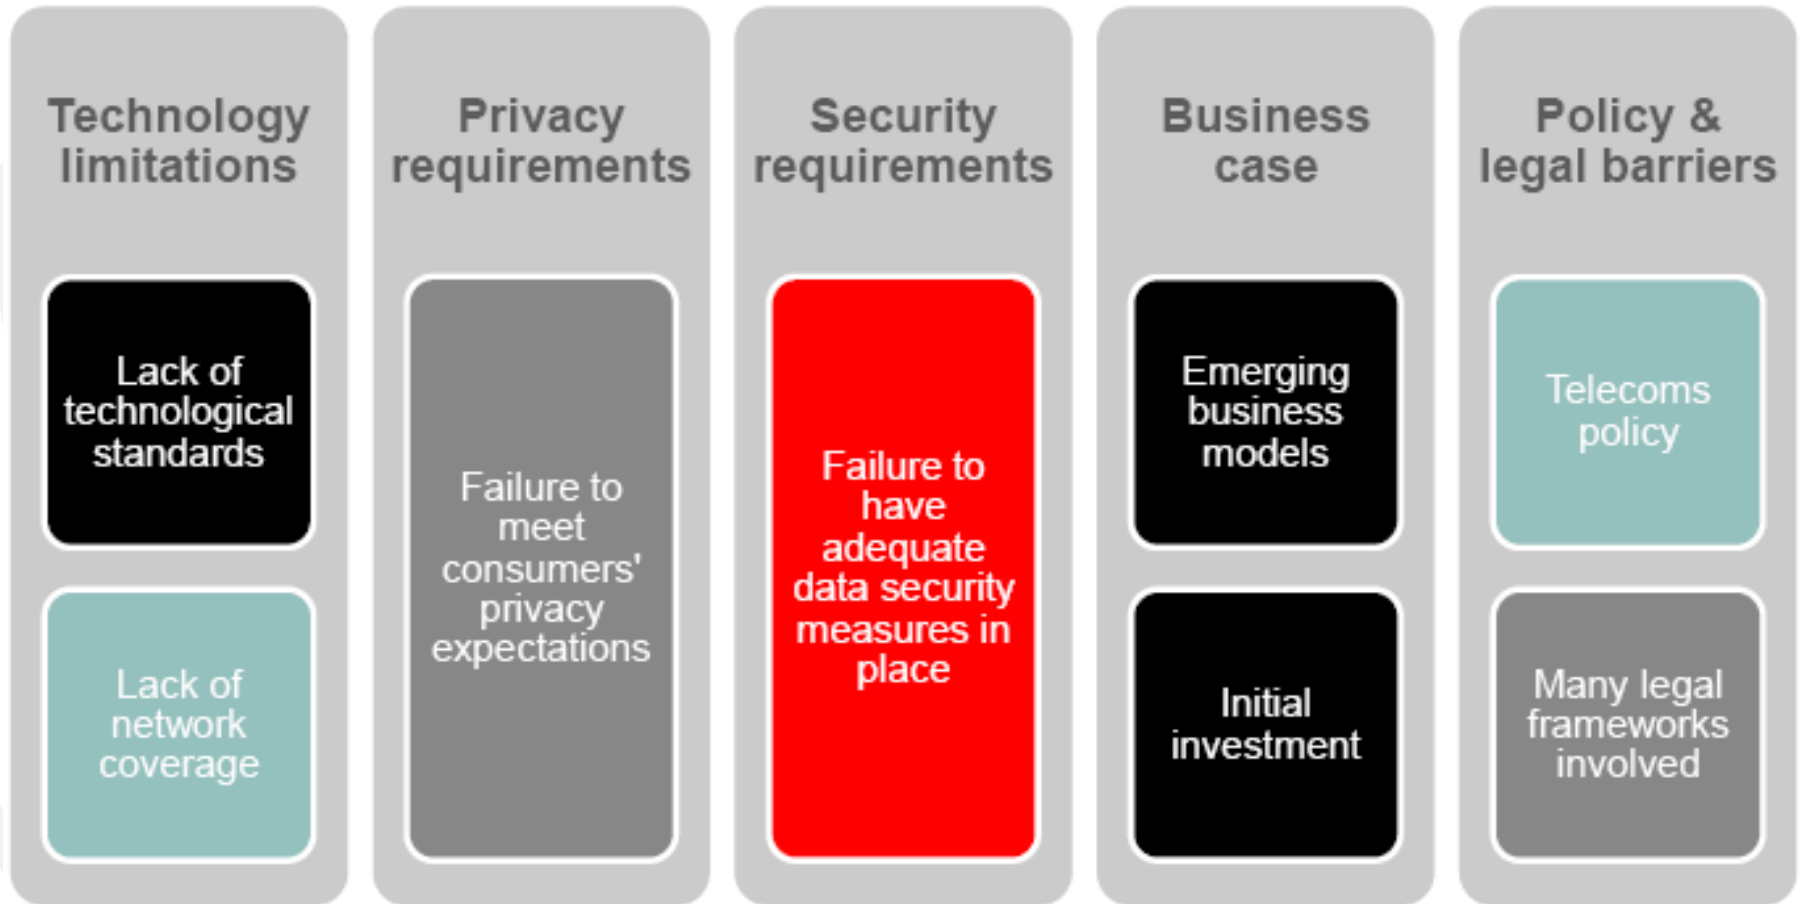 Technology
limitations
Lack of
technological
standards
Lack of
network
coverage
Privacy
requirements
Failure to
meet
consumers'
privacy
expectations
Security
requirements
Failure to
have
adequate
data security
measures in
place
Business
case
Emerging
business
models
Initial
investment
Policy &
legal barriers
Telecoms
policy
Many legal
frameworks
involved